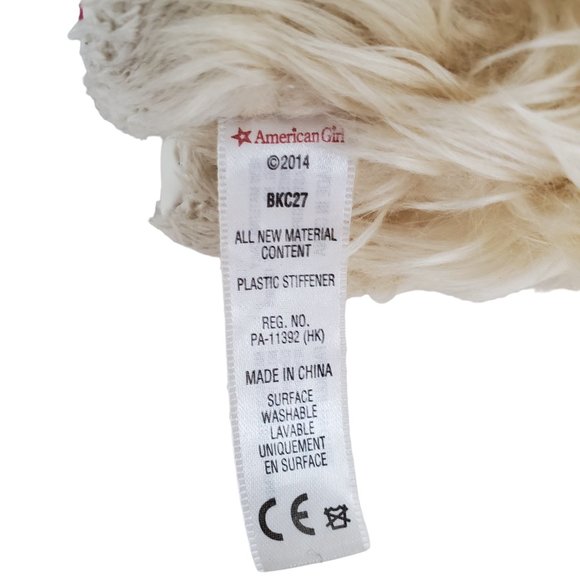 American Girl
©2014
BKC27
ALL NEW MATERIAL
CONTENT
PLASTIC STIFFENER
REG. NO.
PA-11392 (HK)
MADE IN CHINA
SURFACE
WASHABLE
LAVABLE
UNIQUEMENT
EN SURFACE
CE